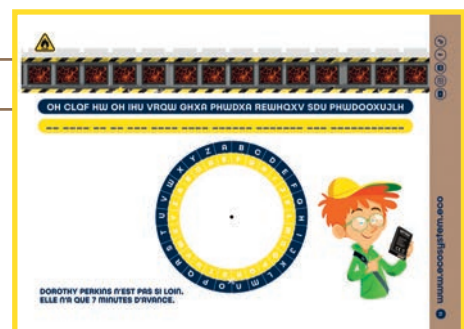 OH CLQF HW OH IHU VRQW GHXA PHWDXA REWHQXV SDU PHWDOOXUJLH
A B C D E F G H I J K L M N O P Q R S T U V W X Y Z
DOROTHY PERKINS N'EST PAS SI LOIN.
ELLE N'A QUE 7 MINUTES D'AVANCE.
www.ecosystem.eco